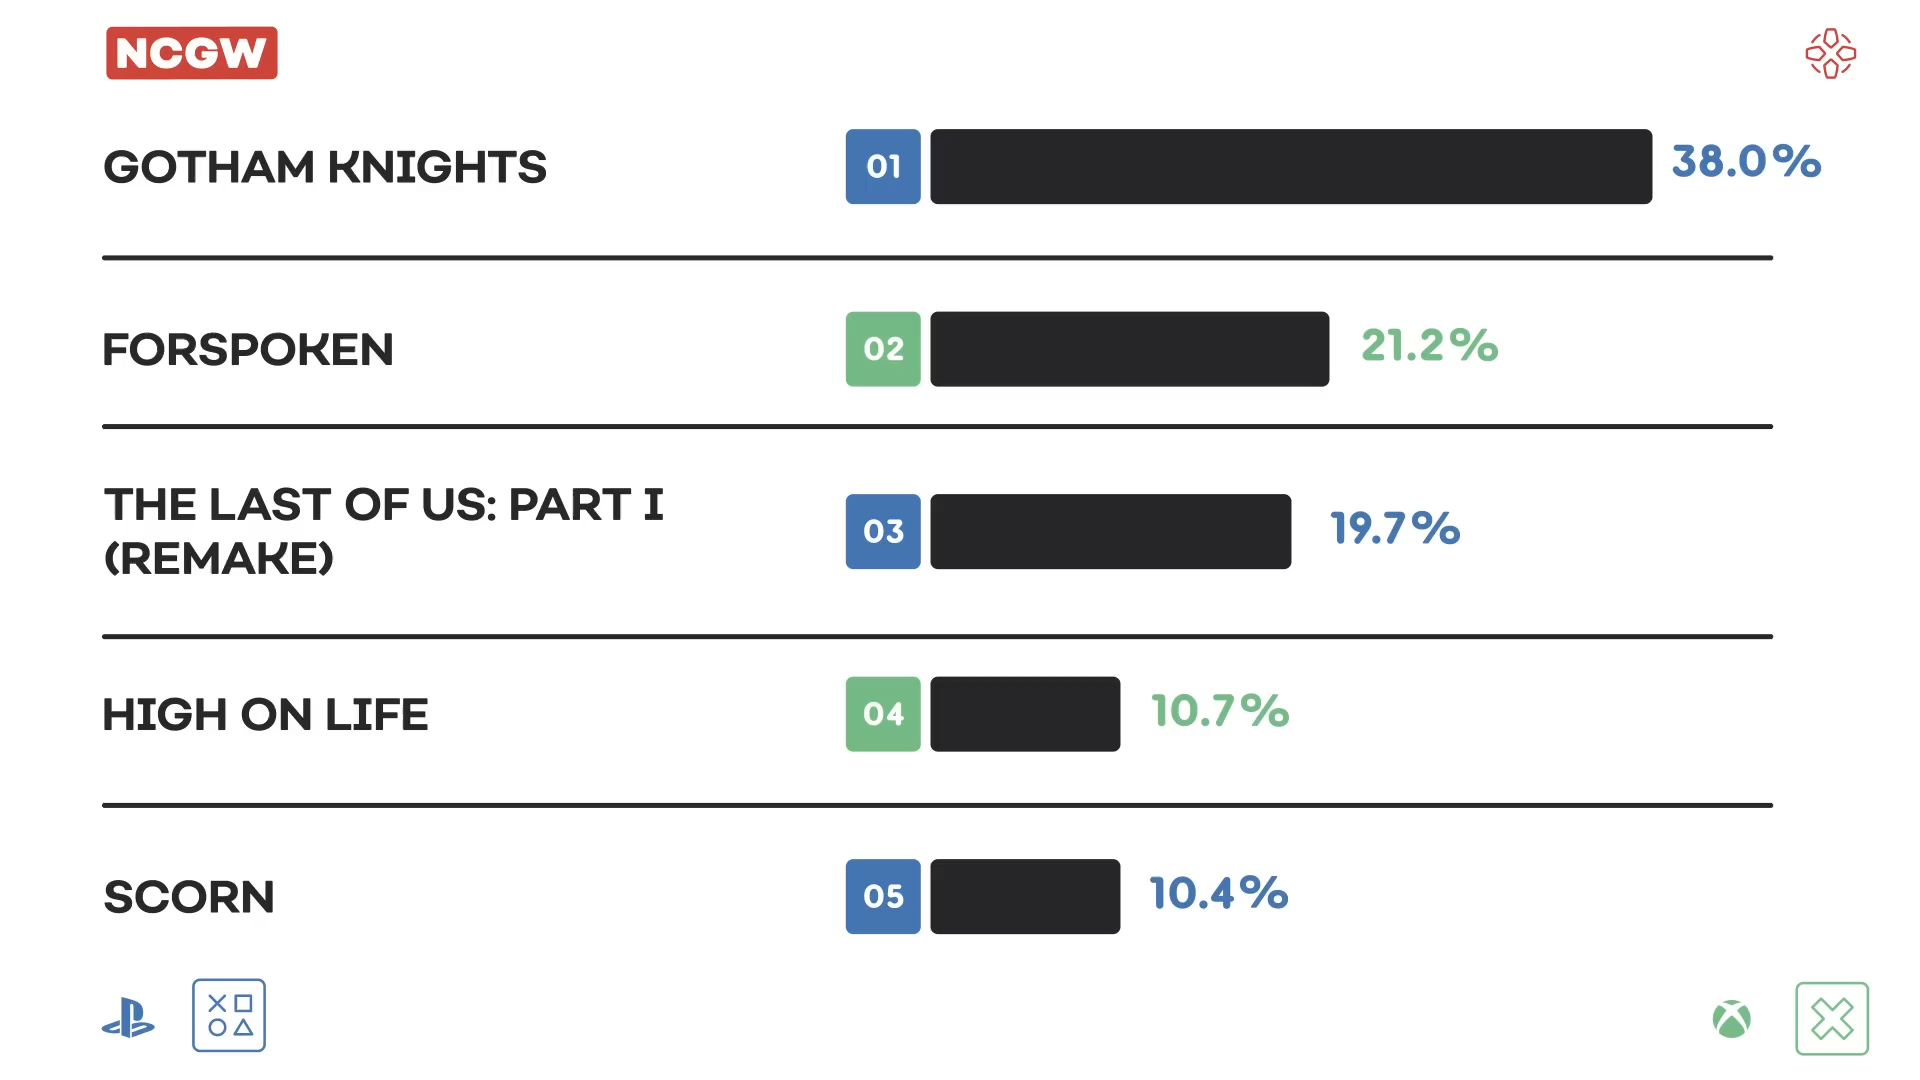 NCGW
GOTHAM KNIGHTS
01
38.0%
FORSPOKEN
02
21.2%
THE LAST OF US: PART I
(REMAKE)
03
19.7%
HIGH ON LIFE
04
10.7%
SCORN
05
10.4%